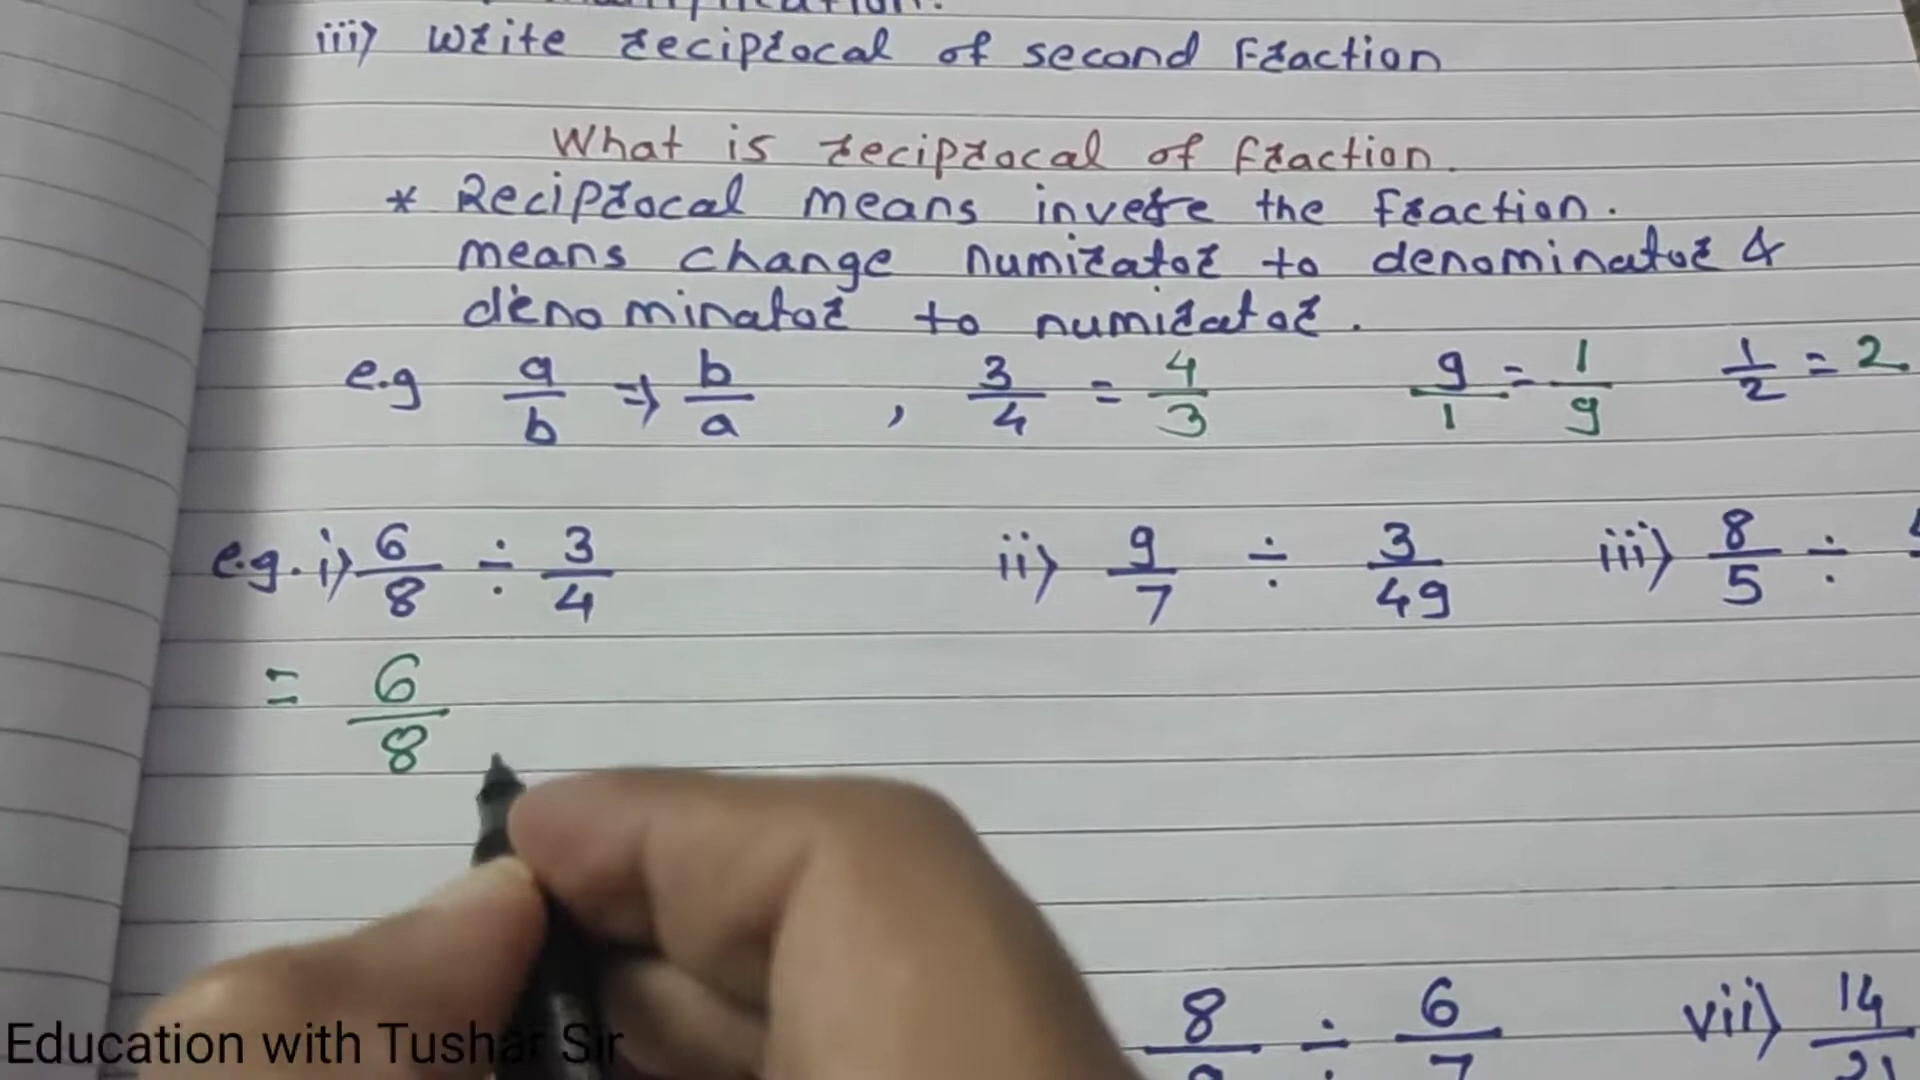 iii) Write reciprocal of second Fraction
What is reciprocal of fraction.
* Reciprocal means inverse the fraction.
means change numirator to denominator &
denominator to numirator.
e.g a/b => b/a , 3/4 = 4/3 9/1 = 1/9 1/2 = 2
e.g. i) 6/8 ÷ 3/4 ii) 9/7 ÷ 3/49 iii) 8/5 ÷
= 6/8
8 ÷ 6/7 vii) 14/21
Education with Tushar Sir